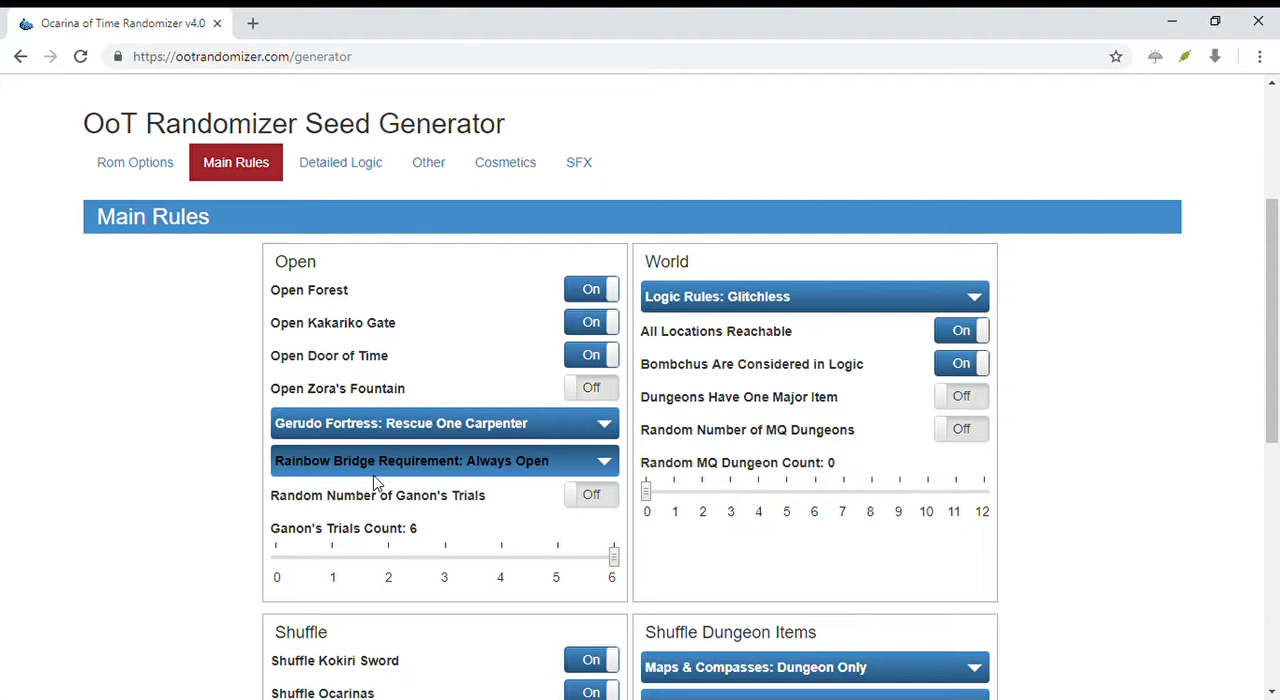 Ocarina of Time Randomizer v4.0
https://ootrandomizer.com/generator
OoT Randomizer Seed Generator
Rom Options
Main Rules
Detailed Logic
Other
Cosmetics
SFX
Main Rules
Open
Open Forest
On
Open Kakariko Gate
On
Open Door of Time
On
Open Zora's Fountain
Off
Gerudo Fortress: Rescue One Carpenter
Rainbow Bridge Requirement: Always Open
Random Number of Ganon's Trials
Off
Ganon's Trials Count: 6
0 1 2 3 4 5 6
World
Logic Rules: Glitchless
All Locations Reachable
On
Bombchus Are Considered in Logic
On
Dungeons Have One Major Item
Off
Random Number of MQ Dungeons
Off
Random MQ Dungeon Count: 0
0 1 2 3 4 5 6 7 8 9 10 11 12
Shuffle
Shuffle Kokiri Sword
On
Shuffle Ocarinas
On
Shuffle Dungeon Items
Maps & Compasses: Dungeon Only